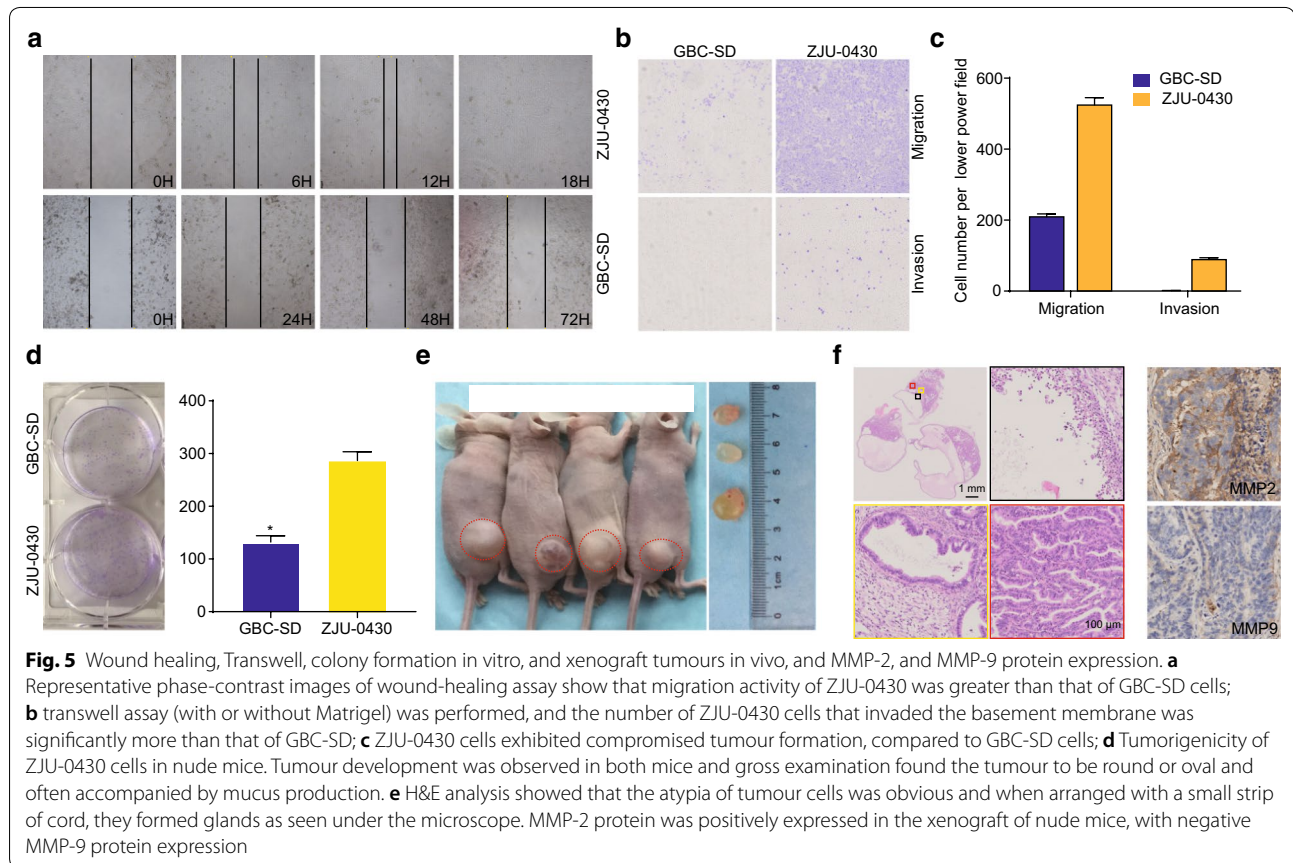 a
ZJU-0430
0H
6H
12H
18H
GBC-SD
0H
24H
48H
72H
b
GBC-SD
ZJU-0430
Migration
Invasion
c
Cell number per lower power field
600
400
200
0
GBC-SD
ZJU-0430
Migration
Invasion
d
GBC-SD
ZJU-0430
400
300
200
100
0
*
GBC-SD
ZJU-0430
e
8
7
6
5
4
3
2
1cm
0
f
1 mm
100 µm
MMP2
MMP9
Fig. 5 Wound healing, Transwell, colony formation in vitro, and xenograft tumours in vivo, and MMP-2, and MMP-9 protein expression. a
Representative phase-contrast images of wound-healing assay show that migration activity of ZJU-0430 was greater than that of GBC-SD cells;
b transwell assay (with or without Matrigel) was performed, and the number of ZJU-0430 cells that invaded the basement membrane was
significantly more than that of GBC-SD; c ZJU-0430 cells exhibited compromised tumour formation, compared to GBC-SD cells; d Tumorigenicity of
ZJU-0430 cells in nude mice. Tumour development was observed in both mice and gross examination found the tumour to be round or oval and
often accompanied by mucus production. e H&E analysis showed that the atypia of tumour cells was obvious and when arranged with a small strip
of cord, they formed glands as seen under the microscope. MMP-2 protein was positively expressed in the xenograft of nude mice, with negative
MMP-9 protein expression